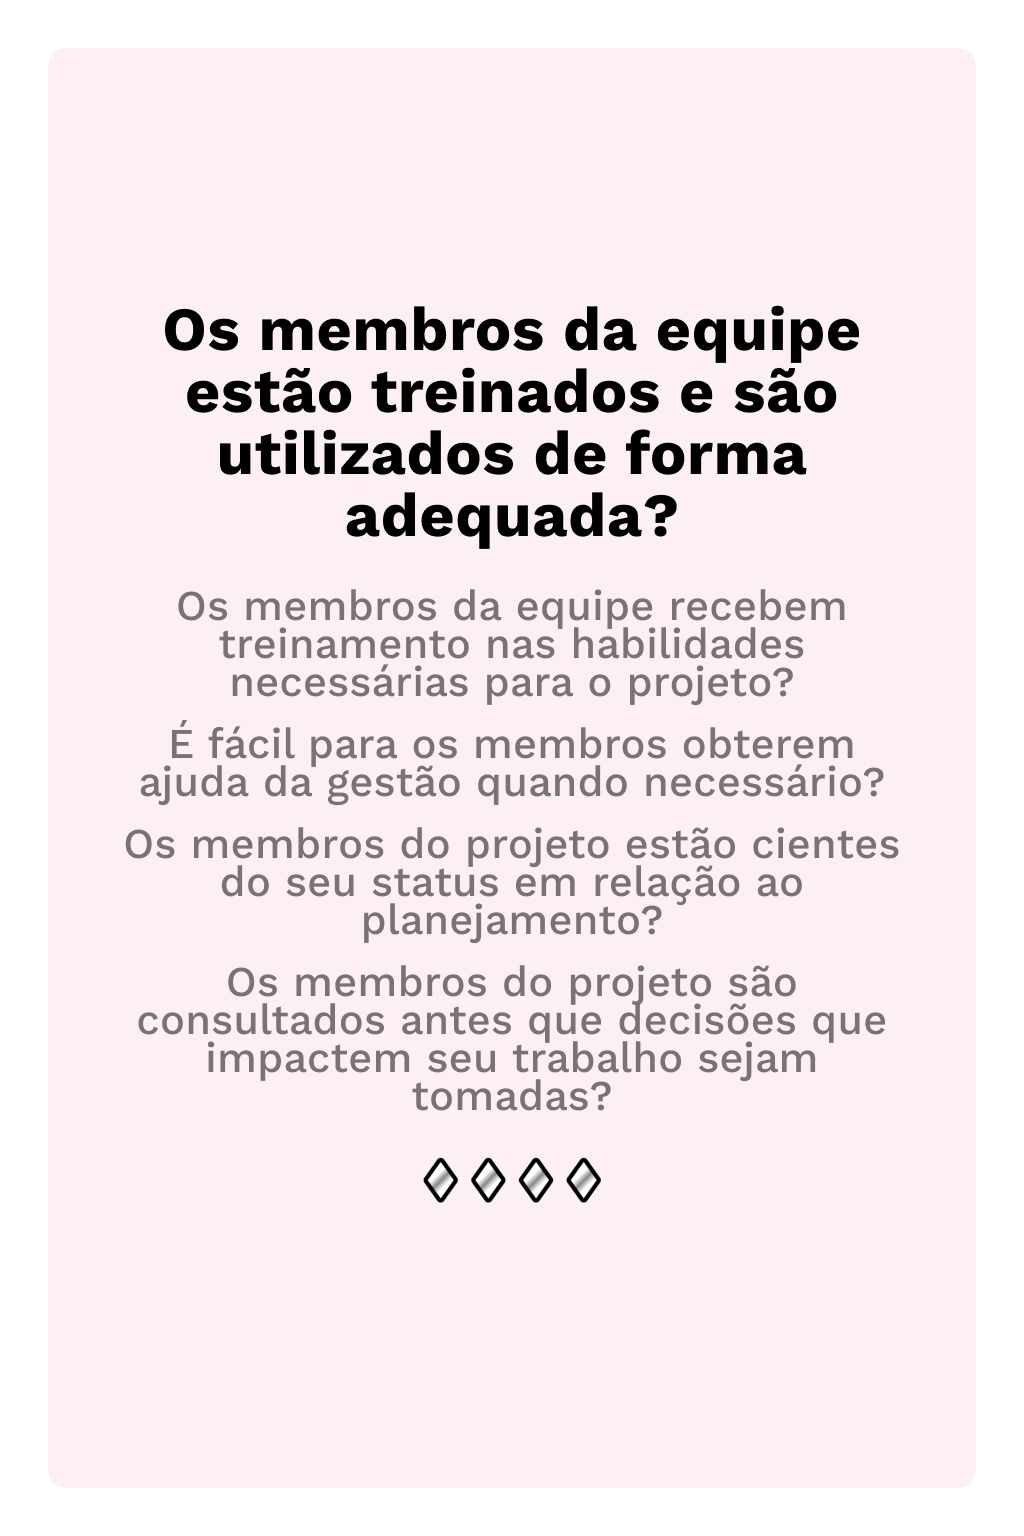 Os membros da equipe
estão treinados e são
utilizados de forma
adequada?
Os membros da equipe recebem
treinamento nas habilidades
necessárias para o projeto?
É fácil para os membros obterem
ajuda da gestão quando necessário?
Os membros do projeto estão cientes
do seu status em relação ao
planejamento?
Os membros do projeto são
consultados antes que decisões que
impactem seu trabalho sejam
tomadas?